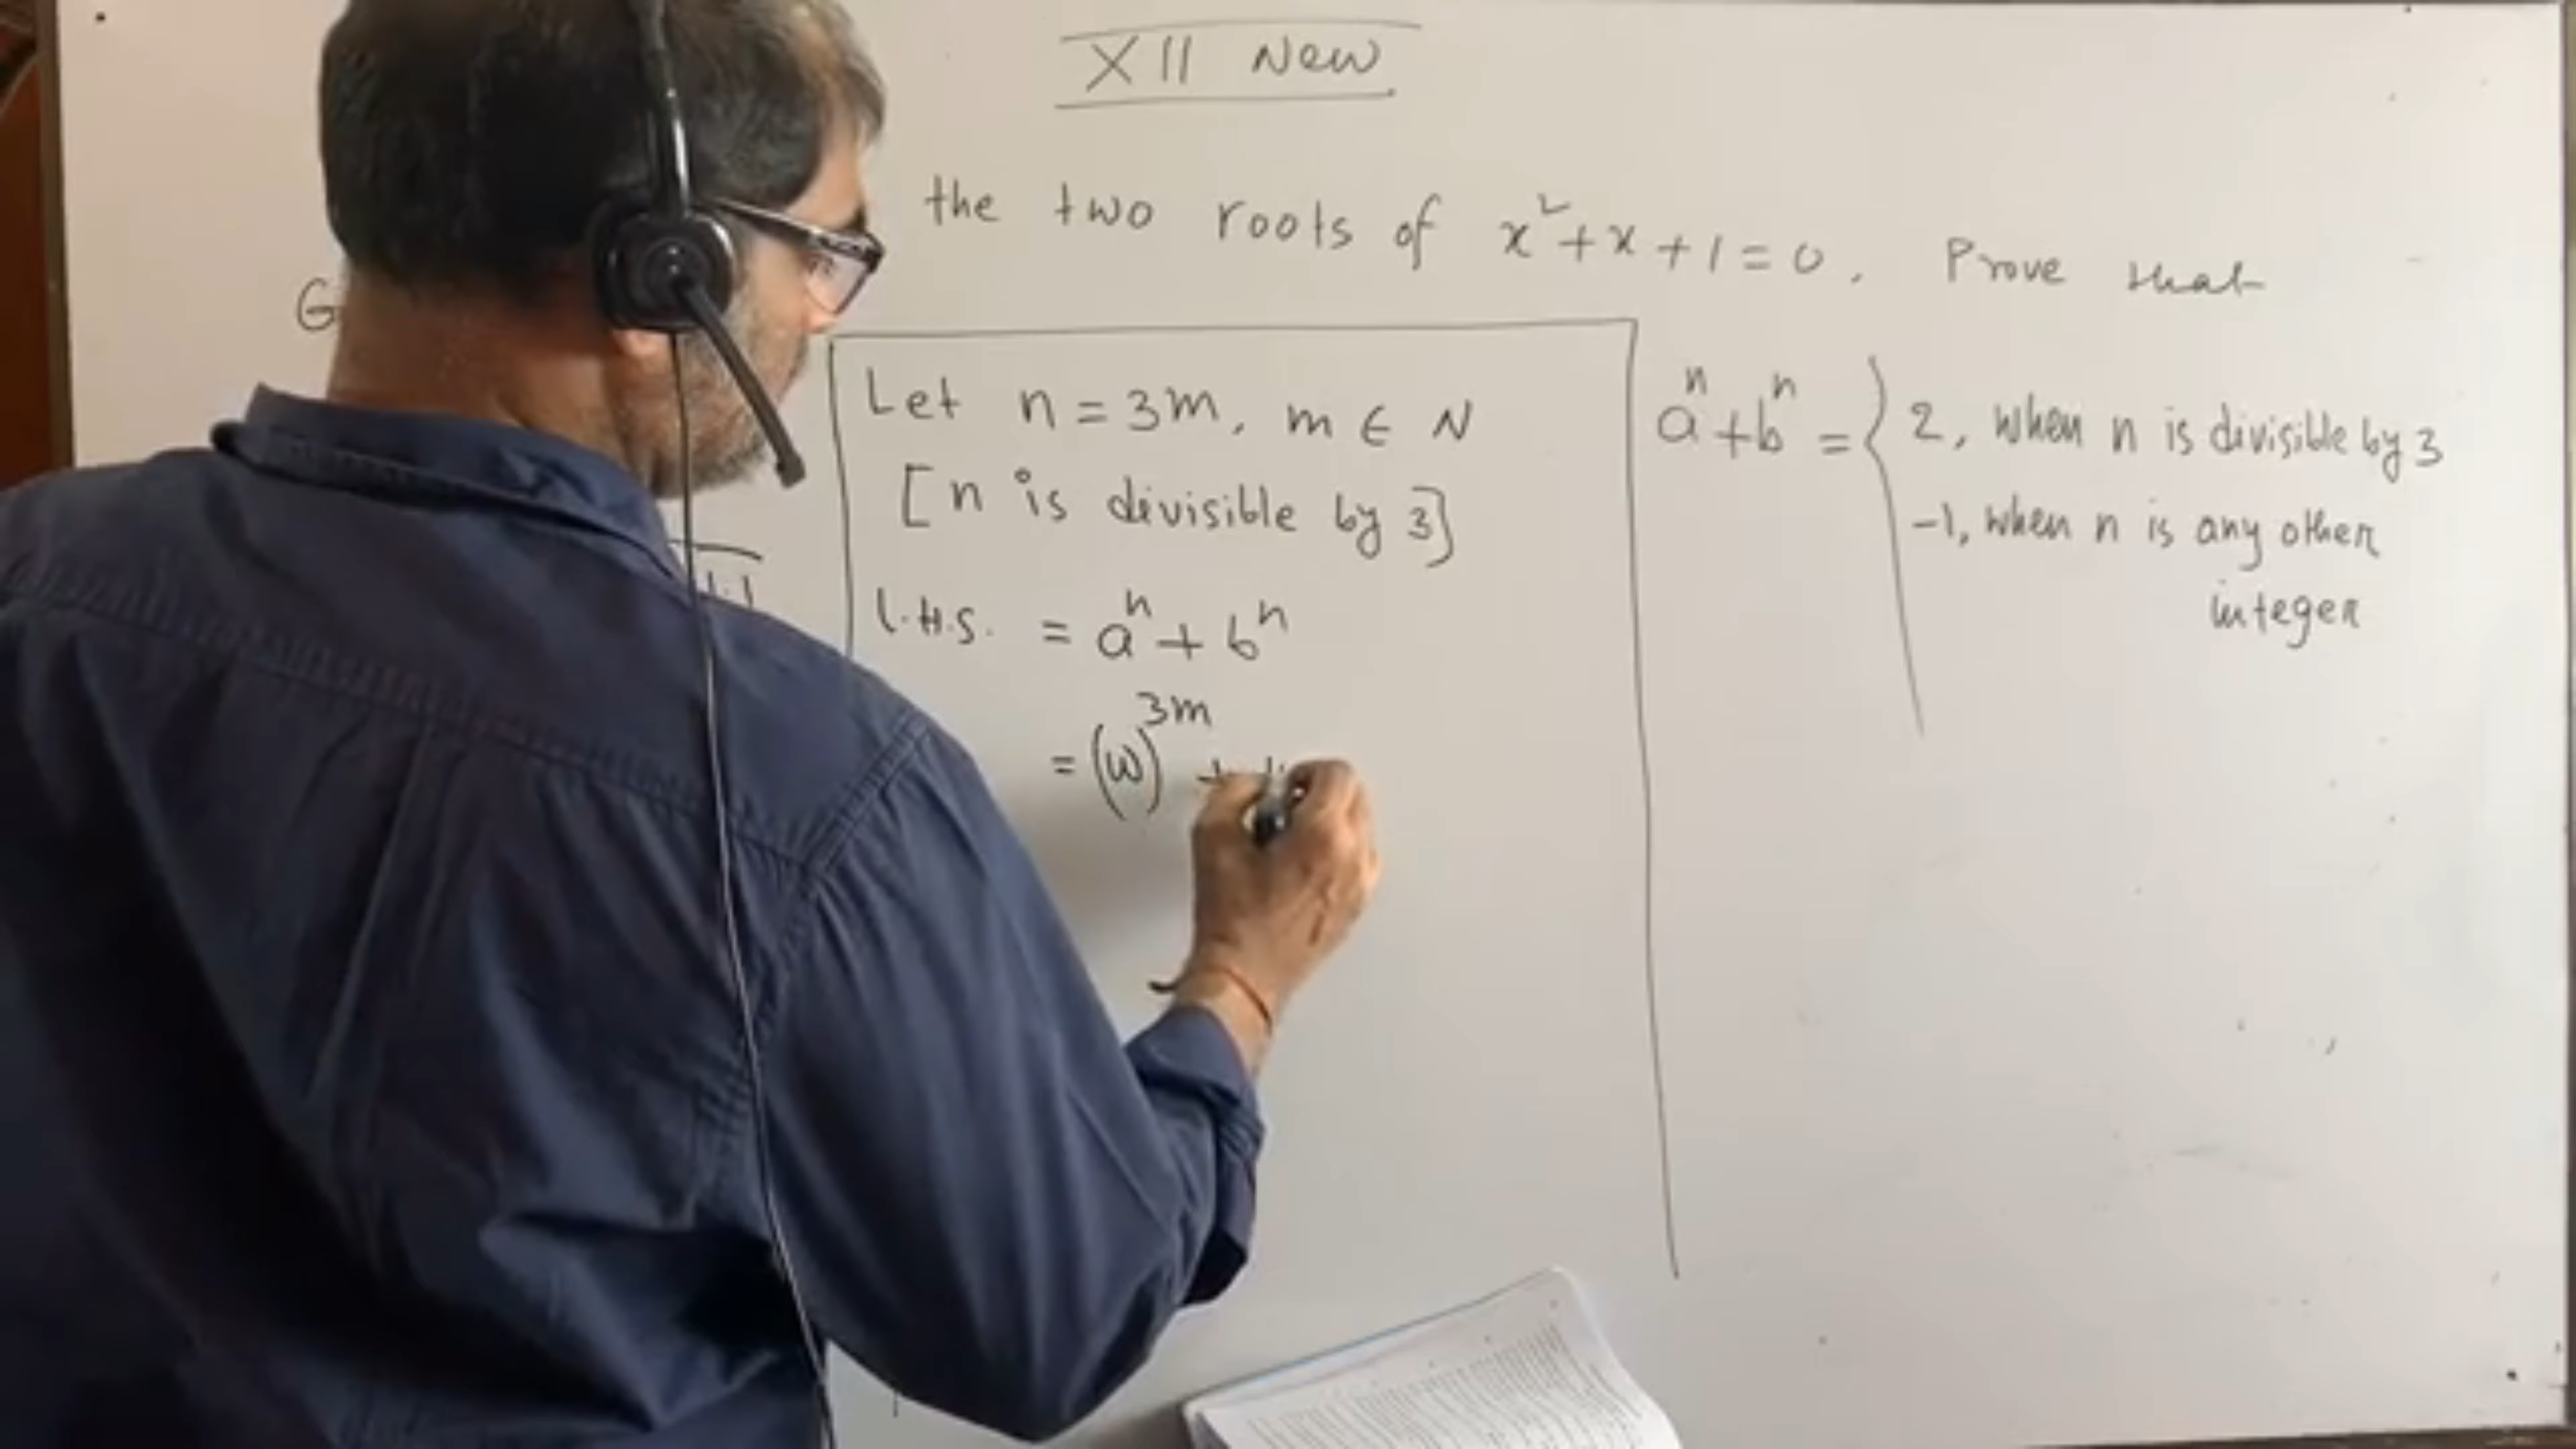 XII New
the two roots of x²+x+1=0. Prove that
G
Let n=3m, m ∈ N
[n is divisible by 3]
L.H.S. = aⁿ + bⁿ
= (ω)³ᵐ +
aⁿ+bⁿ = { 2, when n is divisible by 3
-1, when n is any other
integer